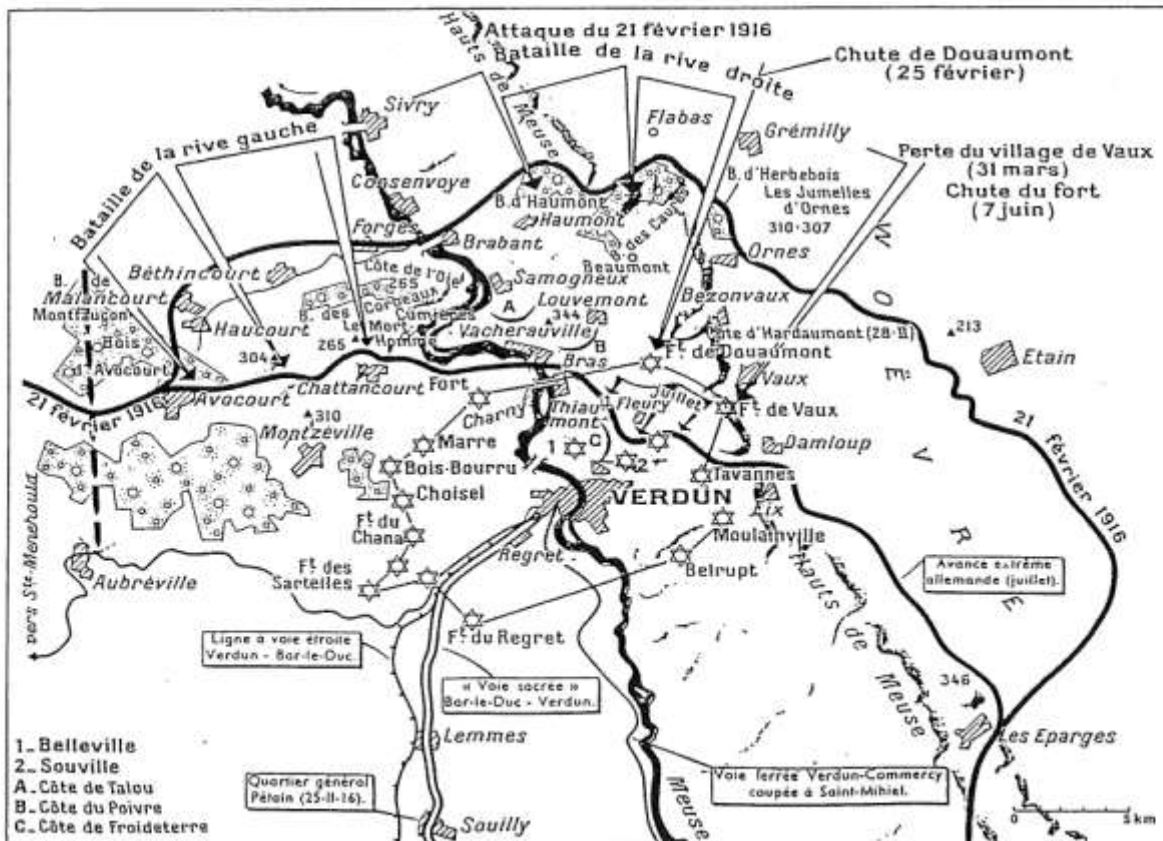 Attaque du 21 février 1916
Bataille de la rive droite
Chute de Douaumont
(25 février)
Hauts de Meuse
Sivry
Flabas
Grémilly
Bataille de la rive gauche
Perte du village de Vaux
(31 mars)
Chute du fort
(7 juin)
Consenvoye
B. d'Haumont
Haumont
B. d'Herbebois
Les Jumelles
d'Ornes
310-307
Forges
Brabant
des Caures
Beaumont
Ornes
Béthincourt
Côte de l'Oie
265
Samogneux
A
Louvemont
344
Bezonvaux
B. de
Malancourt
Montfaucon
Bois
d'Avocourt
Haucourt
B. des
Corbeaux
Cumières
Le Mort
Homme
265
304
Vacherauville
B
Côte d'Hardaumont (28-II)
213
Etain
WOËVRE
Ft. de Douaumont
Bras
Chattancourt
Fort
Vaux
21 février 1916
Avocourt
Charny
Thiaumont
Fleury
Juillet
Ft. de Vaux
310
Montzéville
Marre
1
C
2
Damloup
Bois-Bourru
Tavannes
Choisel
VERDUN
Eix
21 février 1916
Ft. du
Chana
Regret
Moulainville
Belrupt
Ft. des
Sartelles
Aubréville
vers Ste-Menehould
Avance extrême
allemande (juillet).
Ft. du Regret
Hauts de Meuse
Ligne à voie étroite
Verdun - Bar-le-Duc.
« Voie sacrée »
Bar-le-Duc - Verdun.
346
Les Eparges
Lemmes
1_ Belleville
2_ Souville
A_ Côte de Talou
B_ Côte du Poivre
C_ Côte de Froideterre
Quartier général
Pétain (25-II-16).
Souilly
Meuse
Voie ferrée Verdun-Commercy
coupée à Saint-Mihiel.
0
5 km